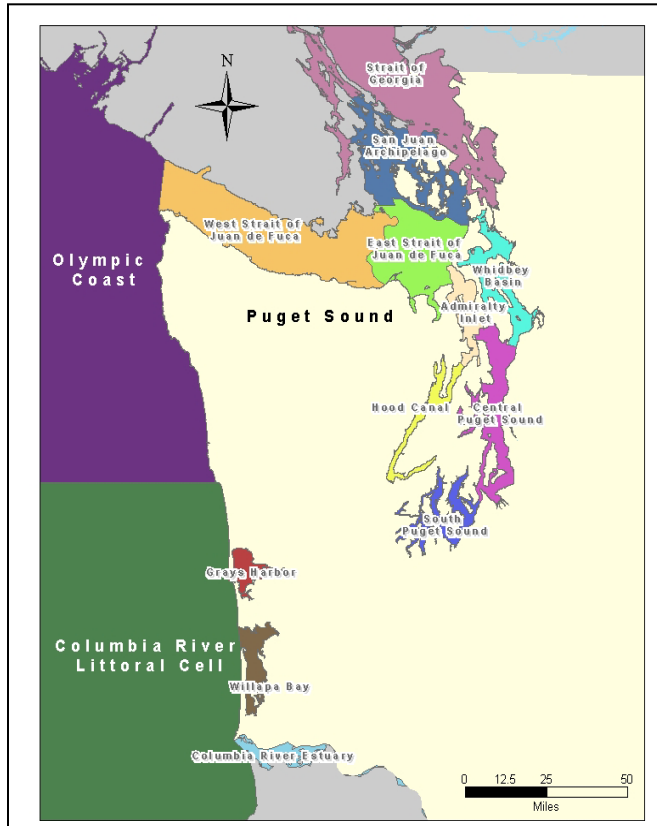 Strait of
Georgia
N
San Juan
Archipelago
West Strait of
Juan de Fuca
East Strait of
Juan de Fuca
Olympic
Coast
Whidbey
Basin
Admiralty
Inlet
Puget Sound
Hood Canal
Central
Puget Sound
South
Puget Sound
Grays Harbor
Columbia River
Littoral Cell
Willapa Bay
Columbia River Estuary
0 12.5 25 50
Miles